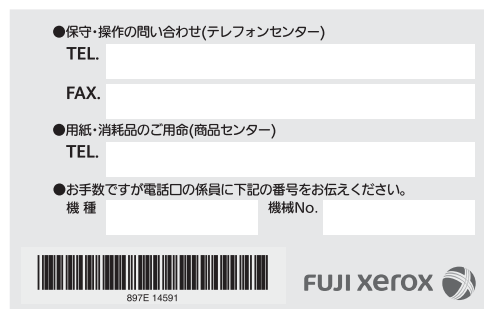 ●保守・操作の問い合わせ(テレフォンセンター)
TEL.
FAX.
●用紙・消耗品のご用命(商品センター)
TEL.
●お手数ですが電話口の係員に下記の番号をお伝えください。
機種 機械No.
897E 14591
FUJI xerox